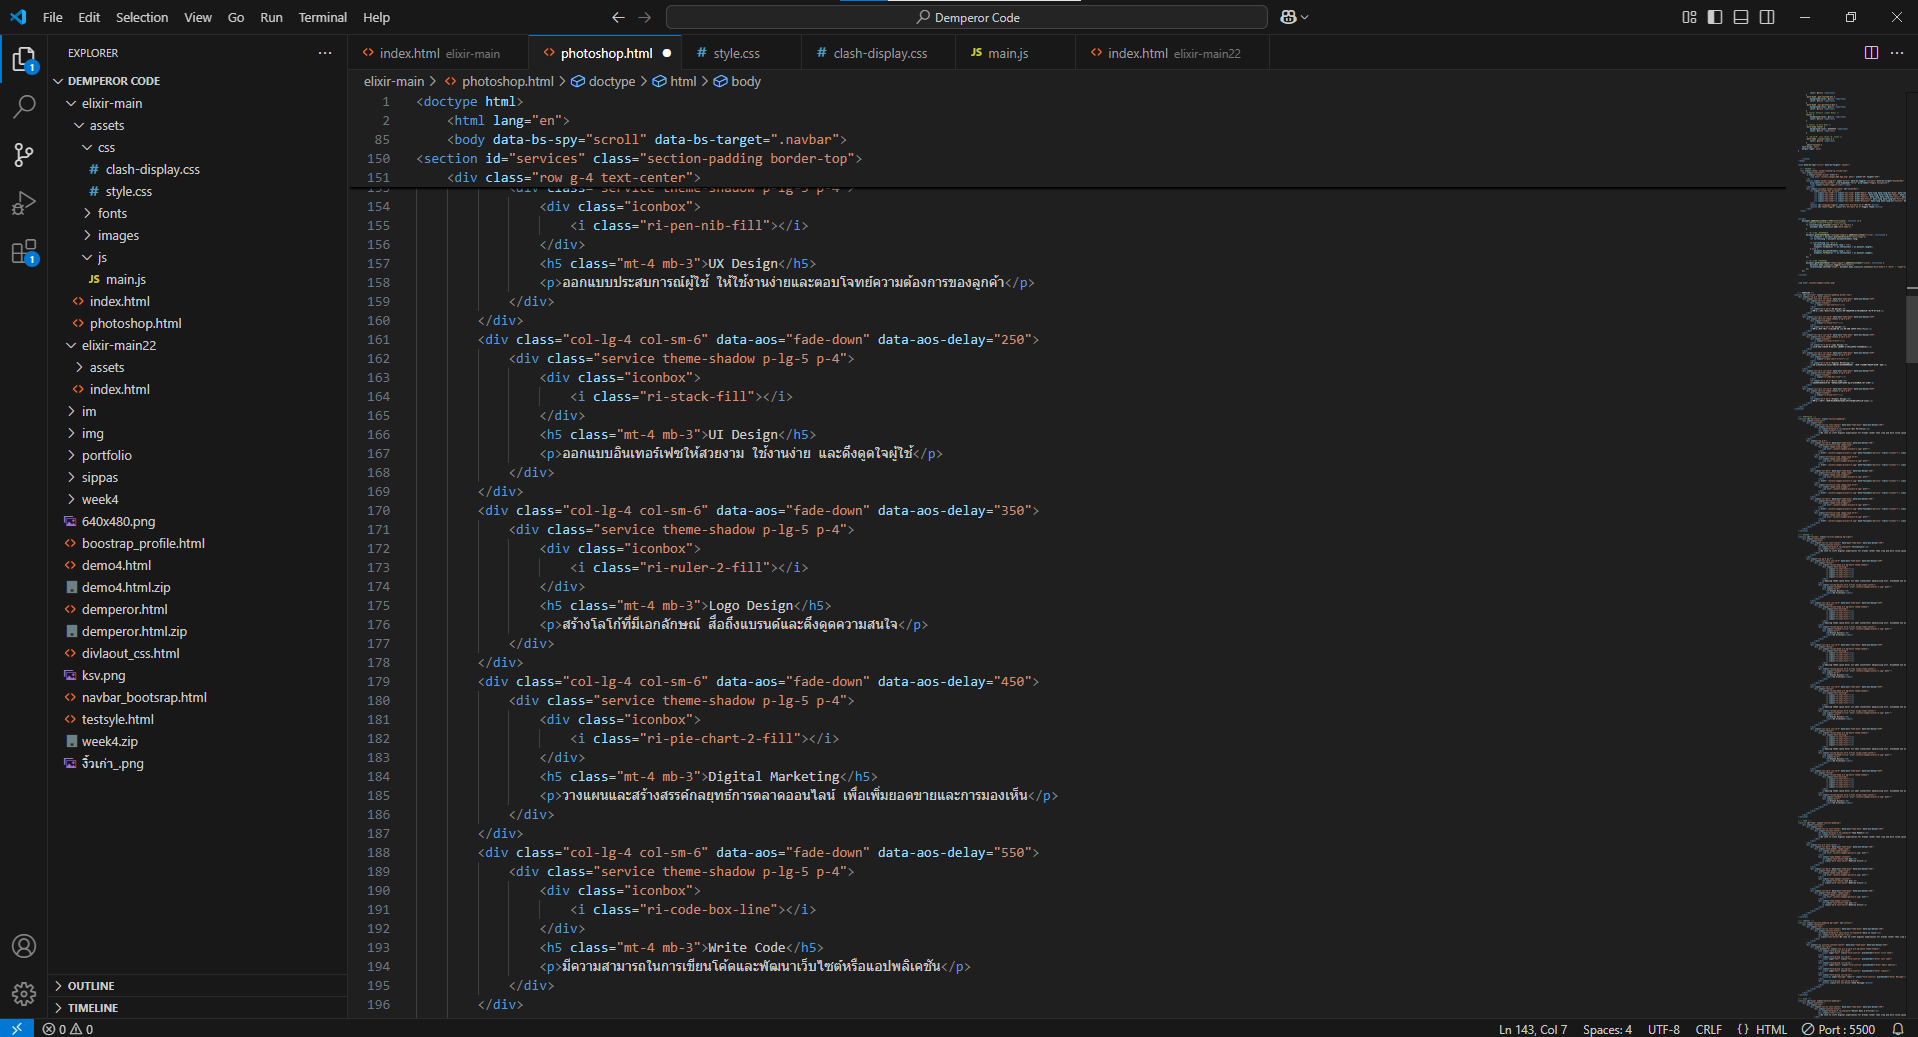 File Edit Selection View Go Run Terminal Help
Demperor Code
EXPLORER
DEMPEROR CODE
elixir-main
assets
css
# clash-display.css
# style.css
fonts
images
js
JS main.js
<> index.html
<> photoshop.html
elixir-main22
assets
<> index.html
im
img
portfolio
sippas
week4
640x480.png
<> boostrap_profile.html
<> demo4.html
demo4.html.zip
<> demperor.html
demperor.html.zip
<> divlaout_css.html
ksv.png
<> navbar_bootsrap.html
<> testsyle.html
week4.zip
งิ้วเก่า_.png
OUTLINE
TIMELINE
<> index.html elixir-main <> photoshop.html # style.css # clash-display.css JS main.js <> index.html elixir-main22
elixir-main > <> photoshop.html > doctype > html > body
1 <doctype html>
2 <html lang="en">
85 <body data-bs-spy="scroll" data-bs-target=".navbar">
150 <section id="services" class="section-padding border-top">
151 <div class="row g-4 text-center">
153 <div class="service theme-shadow p-lg-5 p-4">
154 <div class="iconbox">
155 <i class="ri-pen-nib-fill"></i>
156 </div>
157 <h5 class="mt-4 mb-3">UX Design</h5>
158 <p>ออกแบบประสบการณ์ผู้ใช้ ให้ใช้งานง่ายและตอบโจทย์ความต้องการของลูกค้า</p>
159 </div>
160 </div>
161 <div class="col-lg-4 col-sm-6" data-aos="fade-down" data-aos-delay="250">
162 <div class="service theme-shadow p-lg-5 p-4">
163 <div class="iconbox">
164 <i class="ri-stack-fill"></i>
165 </div>
166 <h5 class="mt-4 mb-3">UI Design</h5>
167 <p>ออกแบบอินเทอร์เฟซให้สวยงาม ใช้งานง่าย และดึงดูดใจผู้ใช้</p>
168 </div>
169 </div>
170 <div class="col-lg-4 col-sm-6" data-aos="fade-down" data-aos-delay="350">
171 <div class="service theme-shadow p-lg-5 p-4">
172 <div class="iconbox">
173 <i class="ri-ruler-2-fill"></i>
174 </div>
175 <h5 class="mt-4 mb-3">Logo Design</h5>
176 <p>สร้างโลโก้ที่มีเอกลักษณ์ สื่อถึงแบรนด์และดึงดูดความสนใจ</p>
177 </div>
178 </div>
179 <div class="col-lg-4 col-sm-6" data-aos="fade-down" data-aos-delay="450">
180 <div class="service theme-shadow p-lg-5 p-4">
181 <div class="iconbox">
182 <i class="ri-pie-chart-2-fill"></i>
183 </div>
184 <h5 class="mt-4 mb-3">Digital Marketing</h5>
185 <p>วางแผนและสร้างสรรค์กลยุทธ์การตลาดออนไลน์ เพื่อเพิ่มยอดขายและการมองเห็น</p>
186 </div>
187 </div>
188 <div class="col-lg-4 col-sm-6" data-aos="fade-down" data-aos-delay="550">
189 <div class="service theme-shadow p-lg-5 p-4">
190 <div class="iconbox">
191 <i class="ri-code-box-line"></i>
192 </div>
193 <h5 class="mt-4 mb-3">Write Code</h5>
194 <p>มีความสามารถในการเขียนโค้ดและพัฒนาเว็บไซต์หรือแอปพลิเคชัน</p>
195 </div>
196 </div>
0 0
Ln 143, Col 7 Spaces: 4 UTF-8 CRLF {} HTML Port : 5500